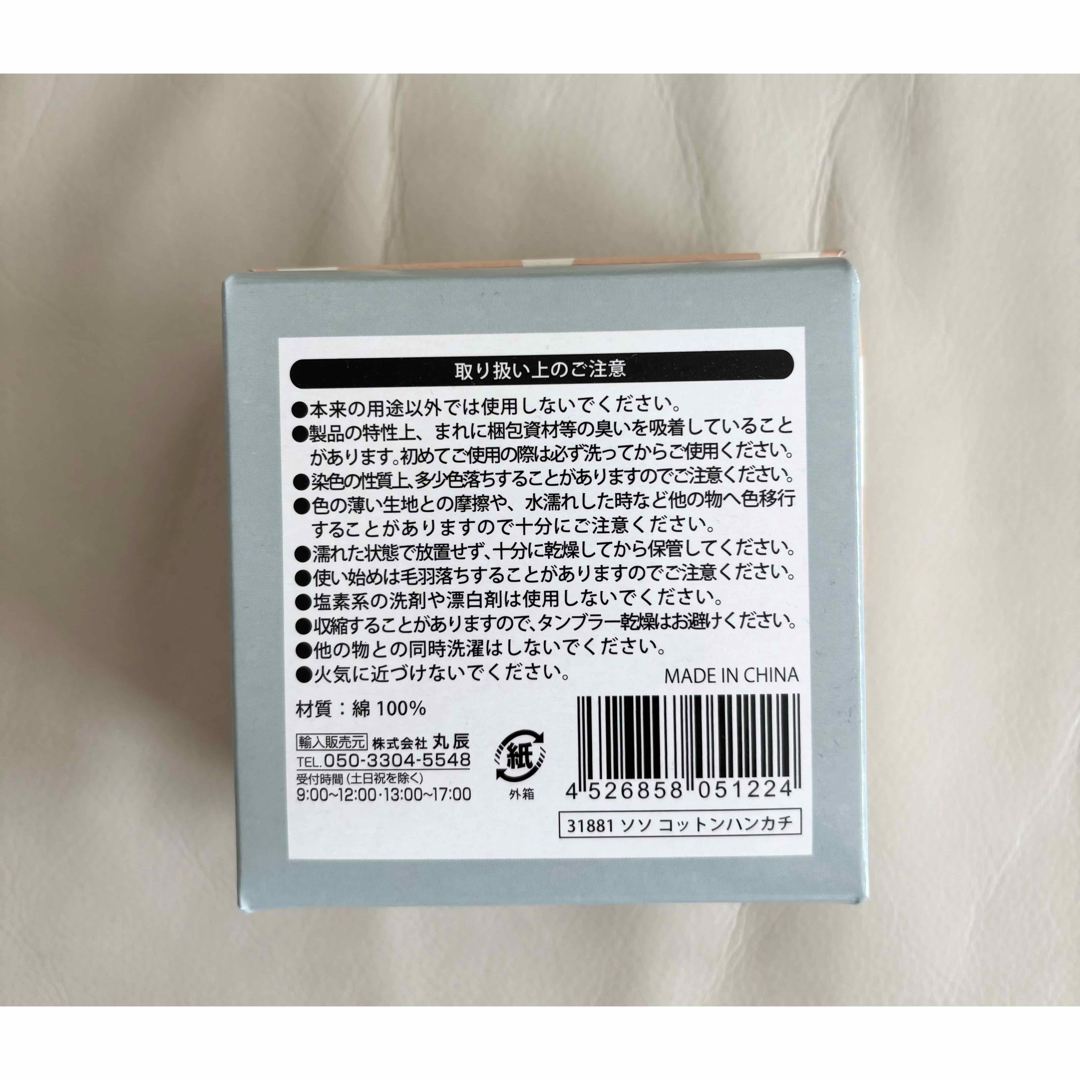 取り扱い上のご注意
●本来の用途以外では使用しないでください。
●製品の特性上、まれに梱包資材等の臭いを吸着していること
があります。初めてご使用の際は必ず洗ってからご使用ください。
●染色の性質上、多少色落ちすることがありますのでご注意ください。
●色の薄い生地との摩擦や、水濡れした時など他の物へ色移行
することがありますので十分にご注意ください。
●濡れた状態で放置せず、十分に乾燥してから保管してください。
●使い始めは毛羽落ちすることがありますのでご注意ください。
●塩素系の洗剤や漂白剤は使用しないでください。
●収縮することがありますので、タンブラー乾燥はお避けください。
●他の物との同時洗濯はしないでください。
●火気に近づけないでください。
MADE IN CHINA
材質：綿 100%
輸入販売元 株式会社 丸辰
TEL.050-3304-5548
受付時間（土日祝を除く）
9:00~12:00・13:00~17:00
紙
外箱
4 526858 051224
31881 ソソ コットンハンカチ